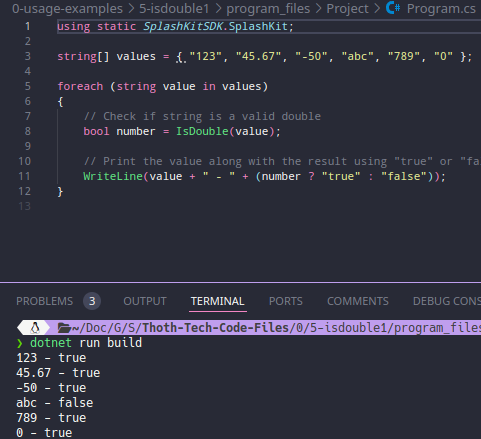 0-usage-examples > 5-isdouble1 > program_files > Project > C# Program.cs
1 using static SplashKitSDK.SplashKit;
2
3 string[] values = { "123", "45.67", "-50", "abc", "789", "0" };
4
5 foreach (string value in values)
6 {
7 // Check if string is a valid double
8 bool number = IsDouble(value);
9
10 // Print the value along with the result using "true" or "fa
11 WriteLine(value + " - " + (number ? "true" : "false"));
12 }
13
PROBLEMS 3 OUTPUT TERMINAL PORTS COMMENTS DEBUG CONS
~/Doc/G/S/Thoth-Tech-Code-Files/0/5-isdouble1/program_files
❯ dotnet run build
123 - true
45.67 - true
-50 - true
abc - false
789 - true
0 - true